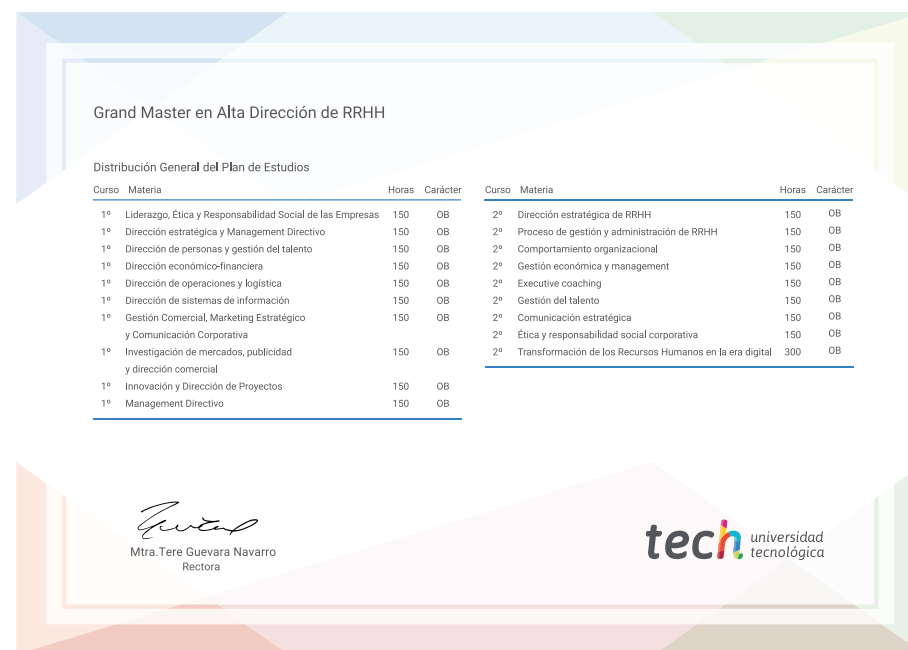 Grand Master en Alta Dirección de RRHH
Distribución General del Plan de Estudios
Curso Materia Horas Carácter
1º Liderazgo, Ética y Responsabilidad Social de las Empresas 150 OB
1º Dirección estratégica y Management Directivo 150 OB
1º Dirección de personas y gestión del talento 150 OB
1º Dirección económico-financiera 150 OB
1º Dirección de operaciones y logística 150 OB
1º Dirección de sistemas de información 150 OB
1º Gestión Comercial, Marketing Estratégico 150 OB
y Comunicación Corporativa
1º Investigación de mercados, publicidad 150 OB
y dirección comercial
1º Innovación y Dirección de Proyectos 150 OB
1º Management Directivo 150 OB
Curso Materia Horas Carácter
2º Dirección estratégica de RRHH 150 OB
2º Proceso de gestión y administración de RRHH 150 OB
2º Comportamiento organizacional 150 OB
2º Gestión económica y management 150 OB
2º Executive coaching 150 OB
2º Gestión del talento 150 OB
2º Comunicación estratégica 150 OB
2º Ética y responsabilidad social corporativa 150 OB
2º Transformación de los Recursos Humanos en la era digital 300 OB
Mtra.Tere Guevara Navarro
Rectora
tech universidad
tecnológica